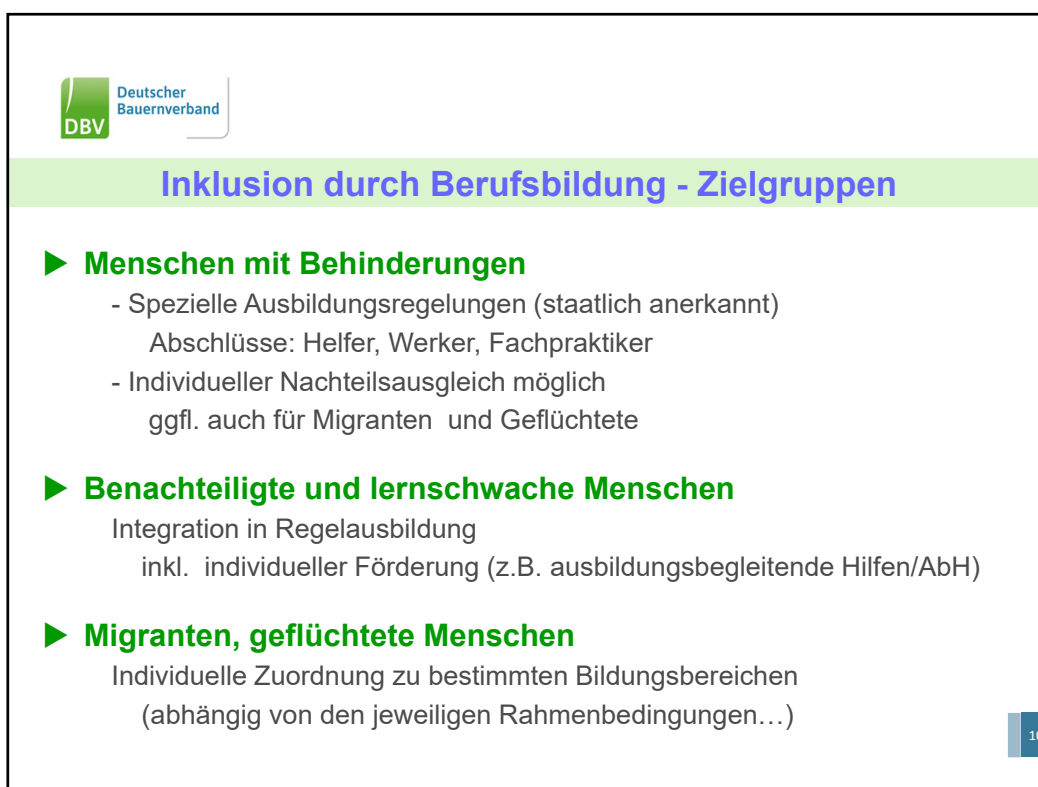 Deutscher
Bauernverband
DBV
Inklusion durch Berufsbildung - Zielgruppen
Menschen mit Behinderungen
- Spezielle Ausbildungsregelungen (staatlich anerkannt)
Abschlüsse: Helfer, Werker, Fachpraktiker
- Individueller Nachteilsausgleich möglich
ggfl. auch für Migranten und Geflüchtete
Benachteiligte und lernschwache Menschen
Integration in Regelausbildung
inkl. individueller Förderung (z.B. ausbildungsbegleitende Hilfen/AbH)
Migranten, geflüchtete Menschen
Individuelle Zuordnung zu bestimmten Bildungsbereichen
(abhängig von den jeweiligen Rahmenbedingungen…)